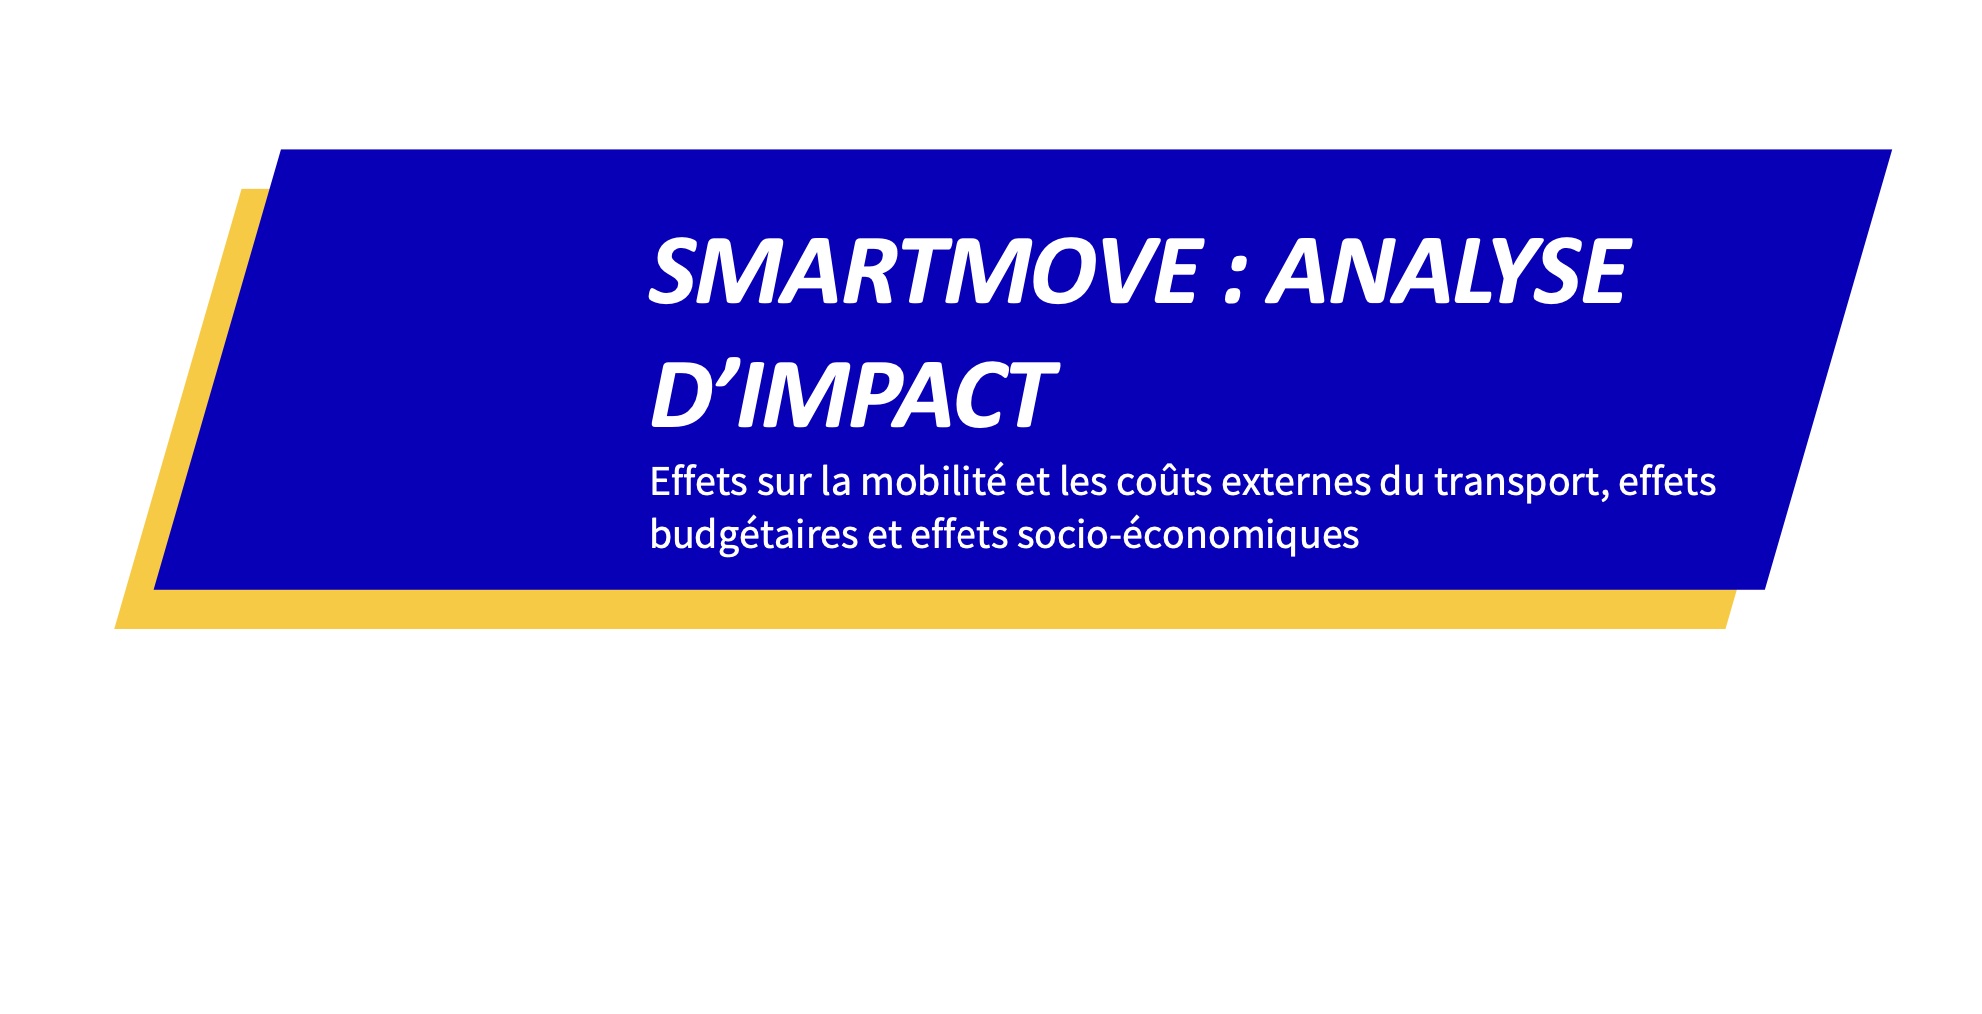 SMARTMOVE : ANALYSE
D’IMPACT
Effets sur la mobilité et les coûts externes du transport, effets
budgétaires et effets socio-économiques